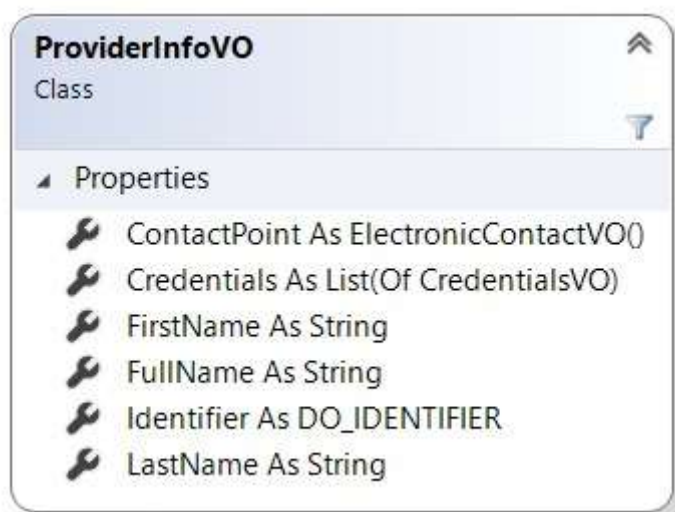 ProviderInfoVO
Class
Properties
ContactPoint As ElectronicContactVO()
Credentials As List(Of CredentialsVO)
FirstName As String
FullName As String
Identifier As DO_IDENTIFIER
LastName As String